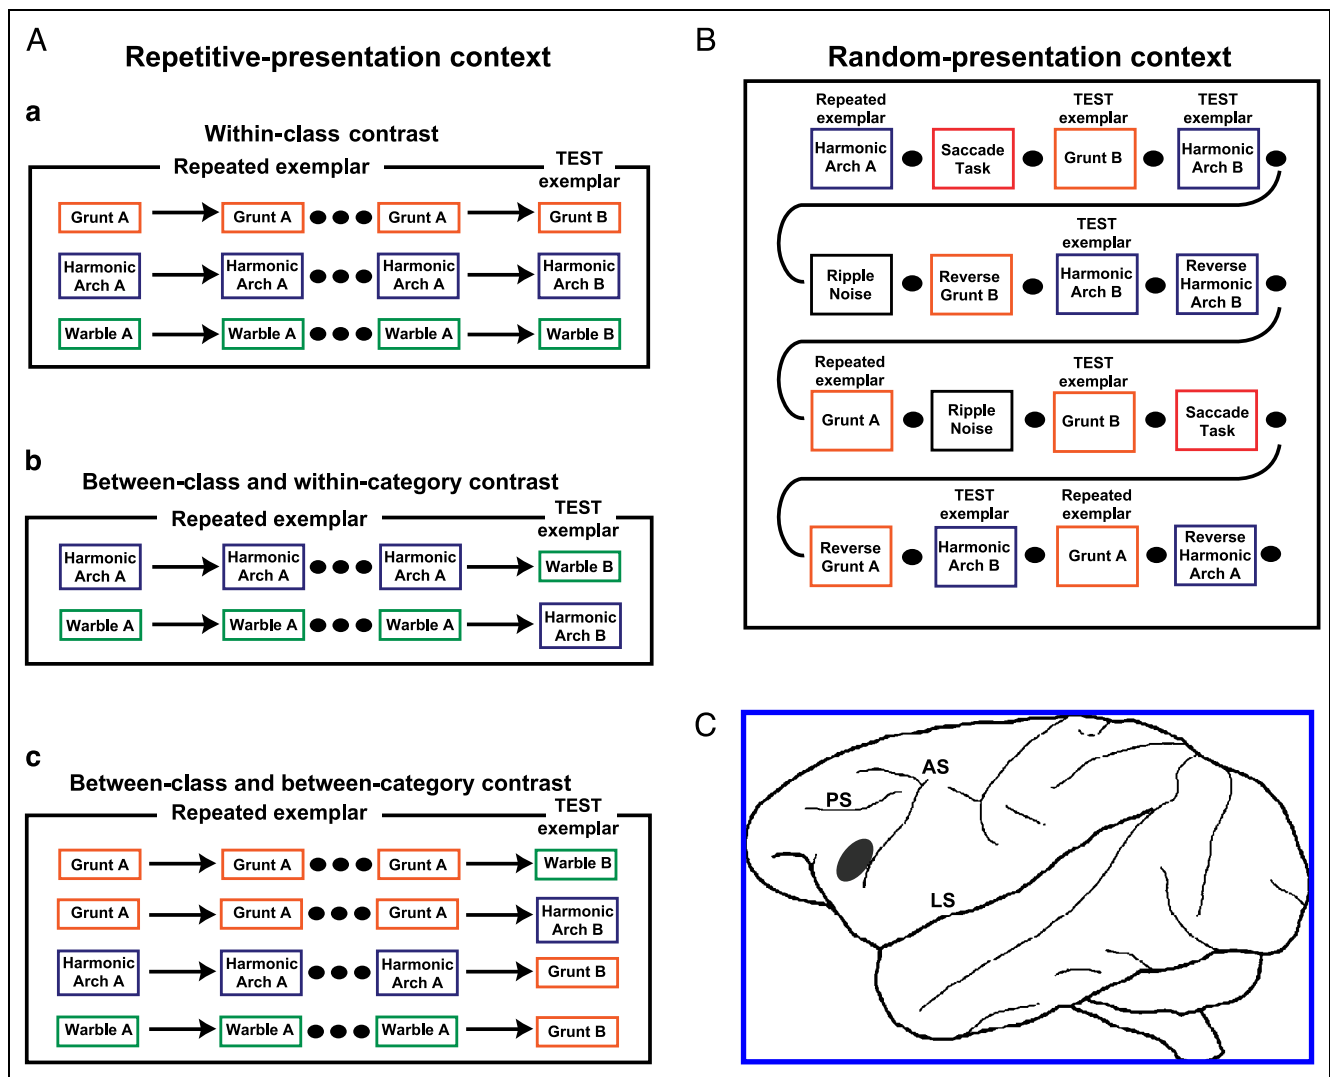 A
Repetitive-presentation context
a
Within-class contrast
Repeated exemplar
TEST
exemplar
Grunt A
Grunt A
Grunt A
Grunt B
Harmonic
Arch A
Harmonic
Arch A
Harmonic
Arch A
Harmonic
Arch B
Warble A
Warble A
Warble A
Warble B
b
Between-class and within-category contrast
Repeated exemplar
TEST
exemplar
Harmonic
Arch A
Harmonic
Arch A
Harmonic
Arch A
Warble B
Warble A
Warble A
Warble A
Harmonic
Arch B
c
Between-class and between-category contrast
Repeated exemplar
TEST
exemplar
Grunt A
Grunt A
Grunt A
Warble B
Grunt A
Grunt A
Grunt A
Harmonic
Arch B
Harmonic
Arch A
Harmonic
Arch A
Harmonic
Arch A
Grunt B
Warble A
Warble A
Warble A
Grunt B
B
Random-presentation context
Repeated
exemplar
Harmonic
Arch A
Saccade
Task
TEST
exemplar
Grunt B
TEST
exemplar
Harmonic
Arch B
Ripple
Noise
Reverse
Grunt B
TEST
exemplar
Harmonic
Arch B
Reverse
Harmonic
Arch B
Repeated
exemplar
Grunt A
Ripple
Noise
TEST
exemplar
Grunt B
Saccade
Task
Reverse
Grunt A
TEST
exemplar
Harmonic
Arch B
Repeated
exemplar
Grunt A
Reverse
Harmonic
Arch A
C
AS
PS
LS